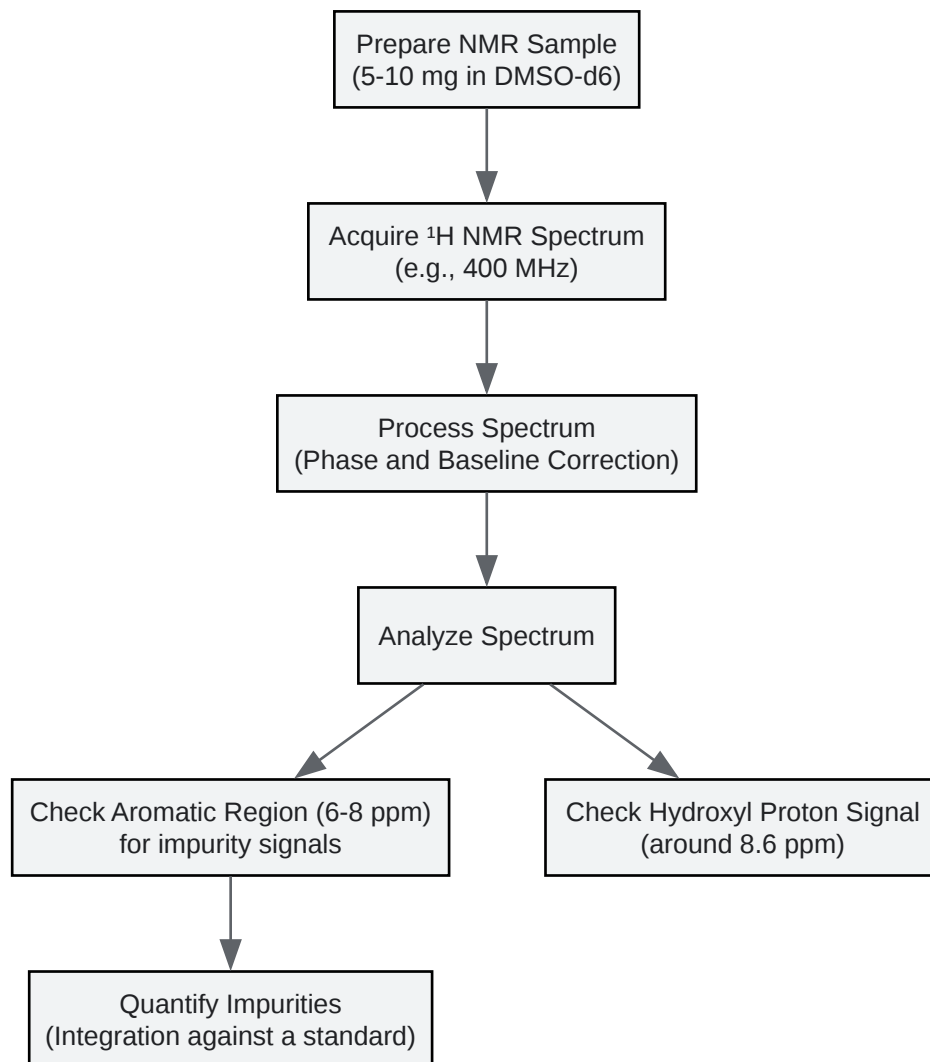 Prepare NMR Sample
(5-10 mg in DMSO-d6)
Acquire ¹H NMR Spectrum
(e.g., 400 MHz)
Process Spectrum
(Phase and Baseline Correction)
Analyze Spectrum
Check Aromatic Region (6-8 ppm)
for impurity signals
Check Hydroxyl Proton Signal
(around 8.6 ppm)
Quantify Impurities
(Integration against a standard)